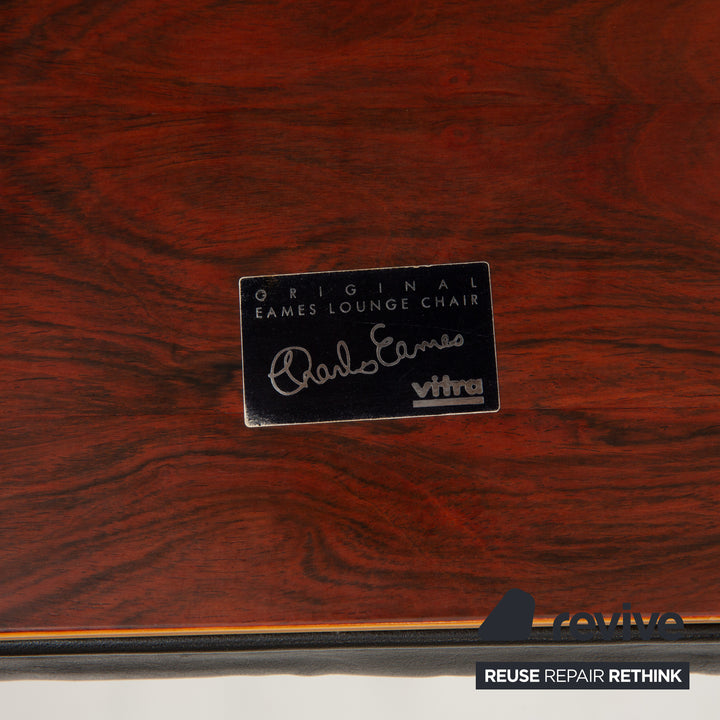 ORIGINAL
EAMES LOUNGE CHAIR
Charles Eames
vitra
revive
REUSE REPAIR RETHINK